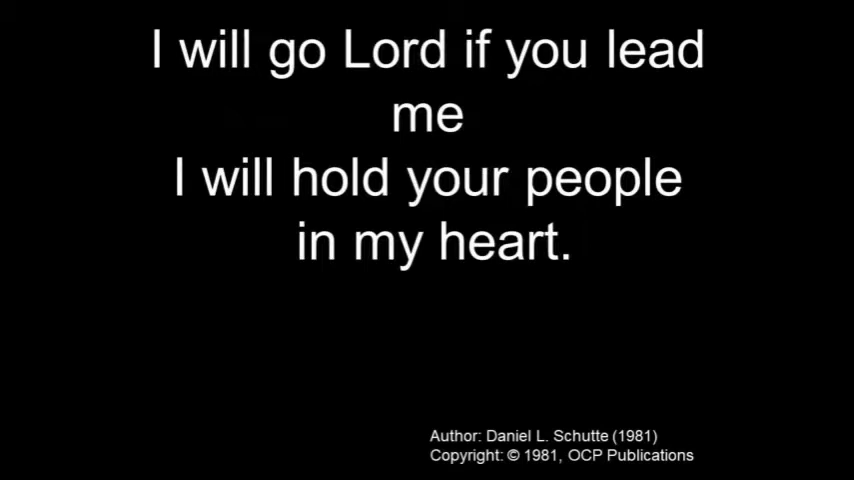 I will go Lord if you lead
me
I will hold your people
in my heart.
Author: Daniel L. Schutte (1981)
Copyright: © 1981, OCP Publications